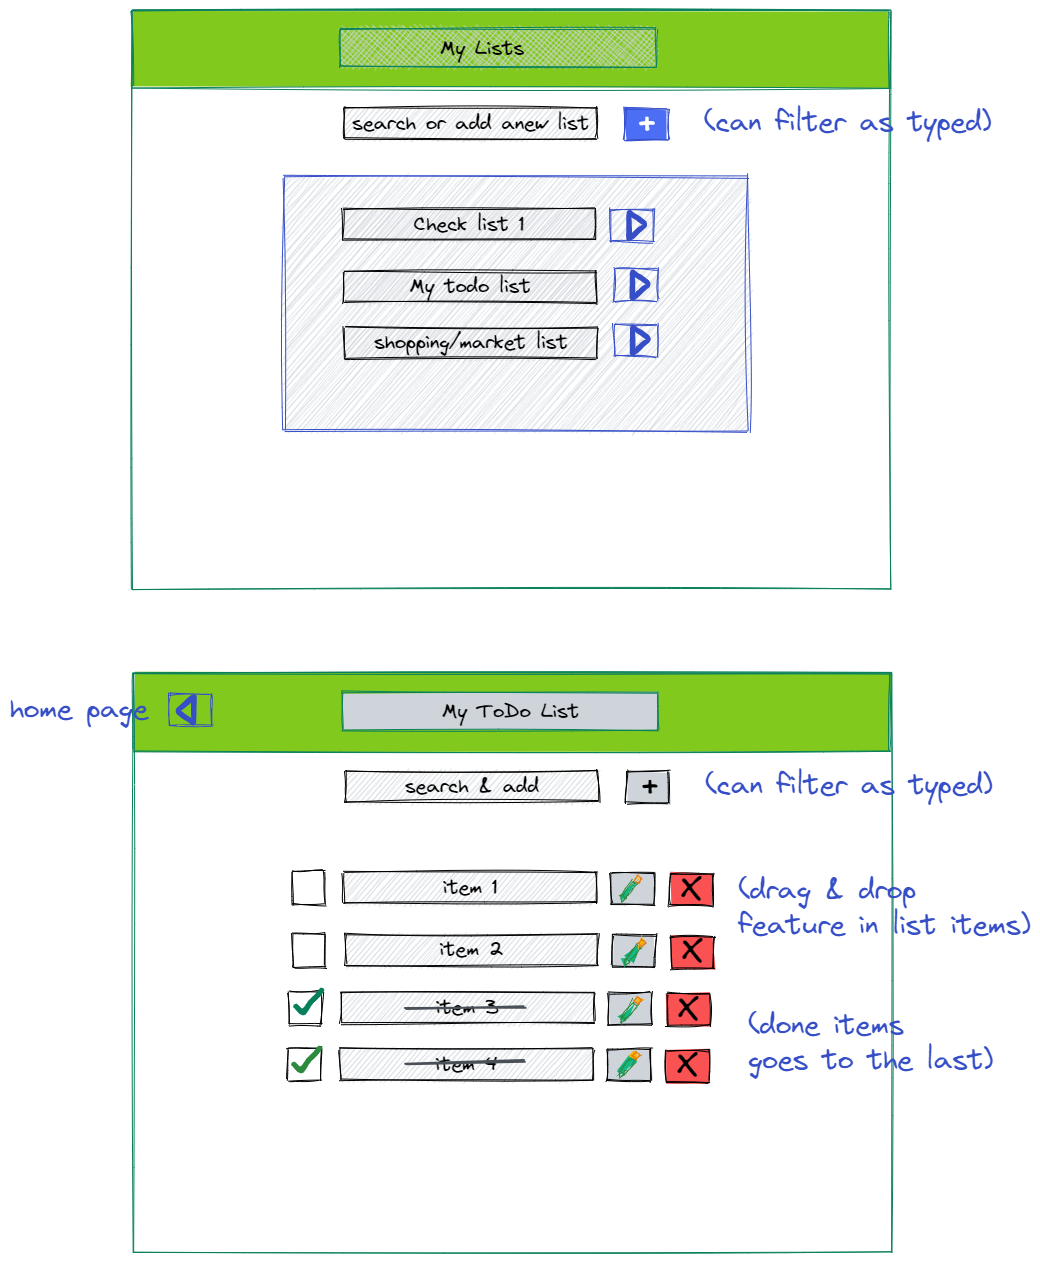 My Lists
search or add anew list
+
(can filter as typed)
Check list 1
My todo list
shopping/market list
home page
My ToDo List
search & add
+
(can filter as typed)
item 1
X
(drag & drop
feature in list items)
item 2
X
item 3
X
(done items
goes to the last)
item 4
X